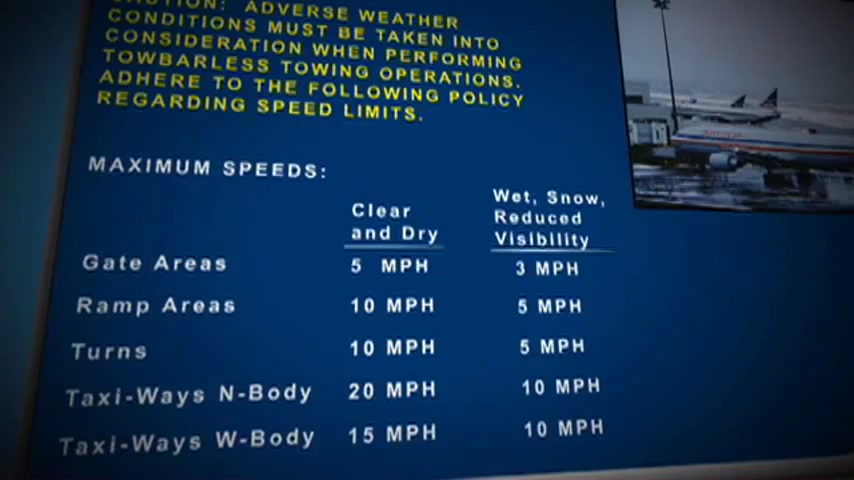 CAUTION: ADVERSE WEATHER
CONDITIONS MUST BE TAKEN INTO
CONSIDERATION WHEN PERFORMING
TOWBARLESS TOWING OPERATIONS.
ADHERE TO THE FOLLOWING POLICY
REGARDING SPEED LIMITS.
MAXIMUM SPEEDS:
Clear and Dry
Wet, Snow, Reduced Visibility
Gate Areas 5 MPH 3 MPH
Ramp Areas 10 MPH 5 MPH
Turns 10 MPH 5 MPH
Taxi-Ways N-Body 20 MPH 10 MPH
Taxi-Ways W-Body 15 MPH 10 MPH